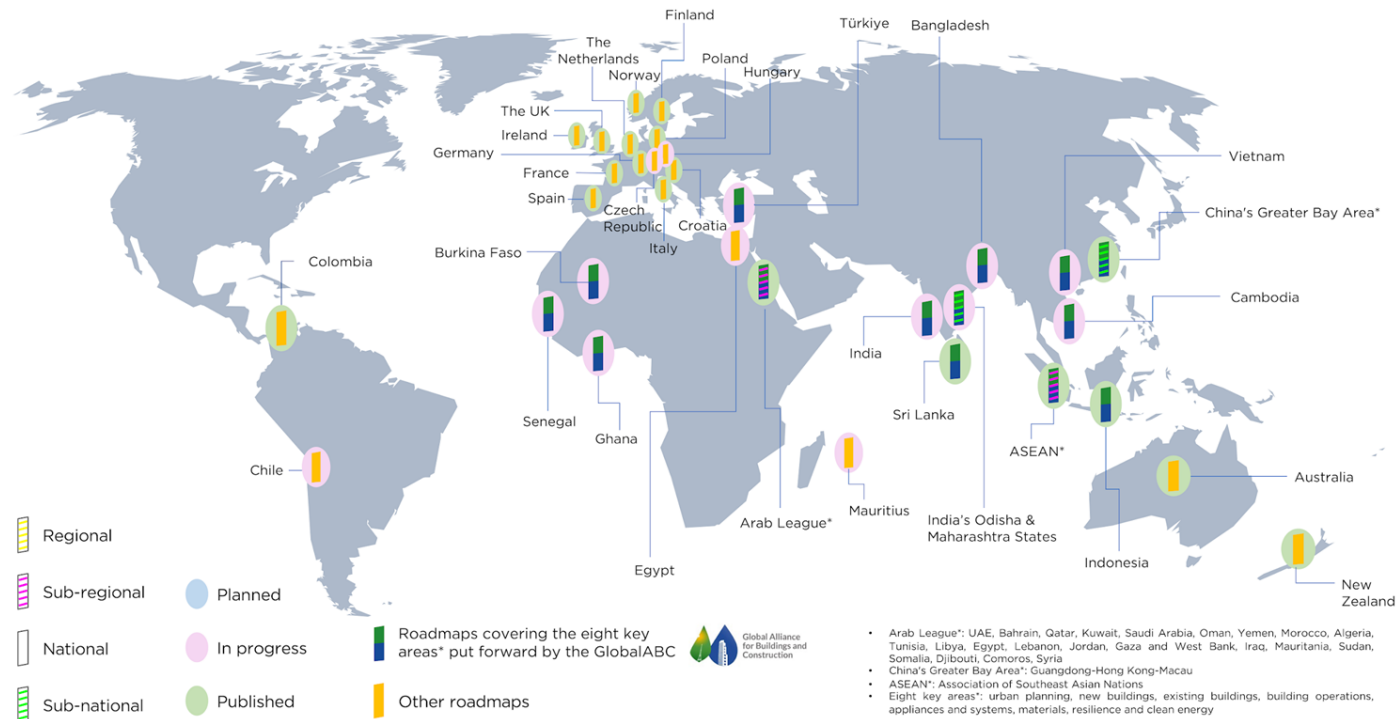 Finland
The
Netherlands
Norway
Poland
Hungary
Türkiye
Bangladesh
The UK
Ireland
Germany
France
Spain
Czech
Republic
Italy
Croatia
Vietnam
China's Greater Bay Area*
Burkina Faso
Colombia
Cambodia
India
Sri Lanka
Senegal
Ghana
ASEAN*
Chile
Mauritius
Arab League*
India's Odisha &
Maharashtra States
Indonesia
Australia
Egypt
New
Zealand
Regional
Sub-regional
National
Sub-national
Planned
In progress
Published
Roadmaps covering the eight key
areas* put forward by the GlobalABC
Other roadmaps
Global Alliance
for Buildings and
Construction
• Arab League*: UAE, Bahrain, Qatar, Kuwait, Saudi Arabia, Oman, Yemen, Morocco, Algeria,
Tunisia, Libya, Egypt, Lebanon, Jordan, Gaza and West Bank, Iraq, Mauritania, Sudan,
Somalia, Djibouti, Comoros, Syria
• China's Greater Bay Area*: Guangdong-Hong Kong-Macau
• ASEAN*: Association of Southeast Asian Nations
• Eight key areas*: urban planning, new buildings, existing buildings, building operations,
appliances and systems, materials, resilience and clean energy